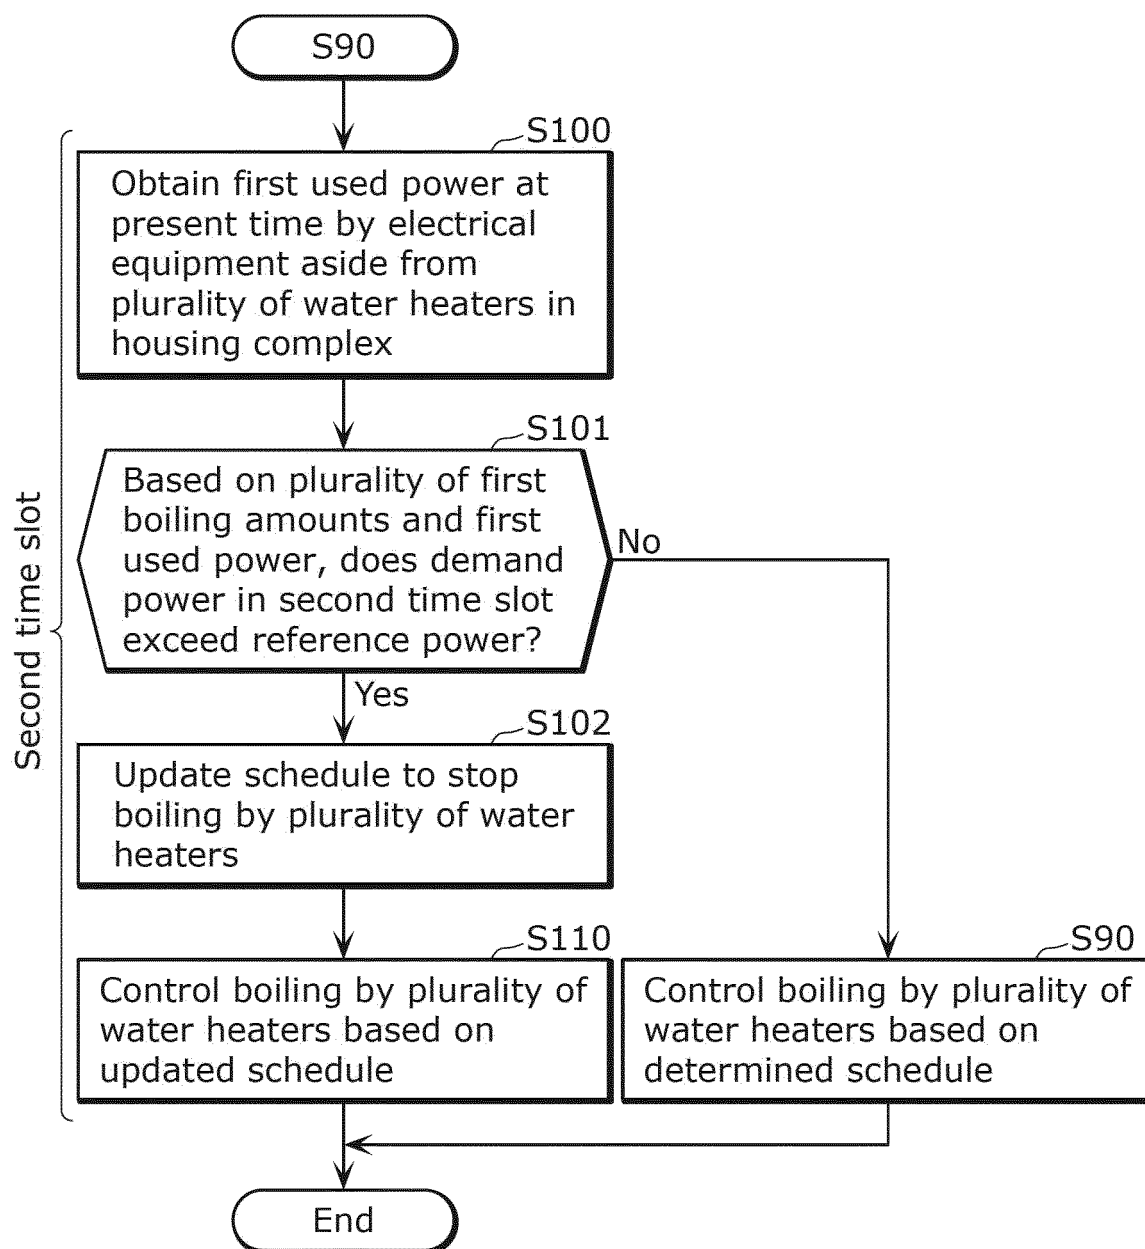 S90
S100
Obtain first used power at
present time by electrical
equipment aside from
plurality of water heaters in
housing complex
S101
Based on plurality of first
boiling amounts and first
used power, does demand
power in second time slot
exceed reference power?
No
Yes
Second time slot
S102
Update schedule to stop
boiling by plurality of water
heaters
S110
Control boiling by plurality of
water heaters based on
updated schedule
S90
Control boiling by plurality of
water heaters based on
determined schedule
End